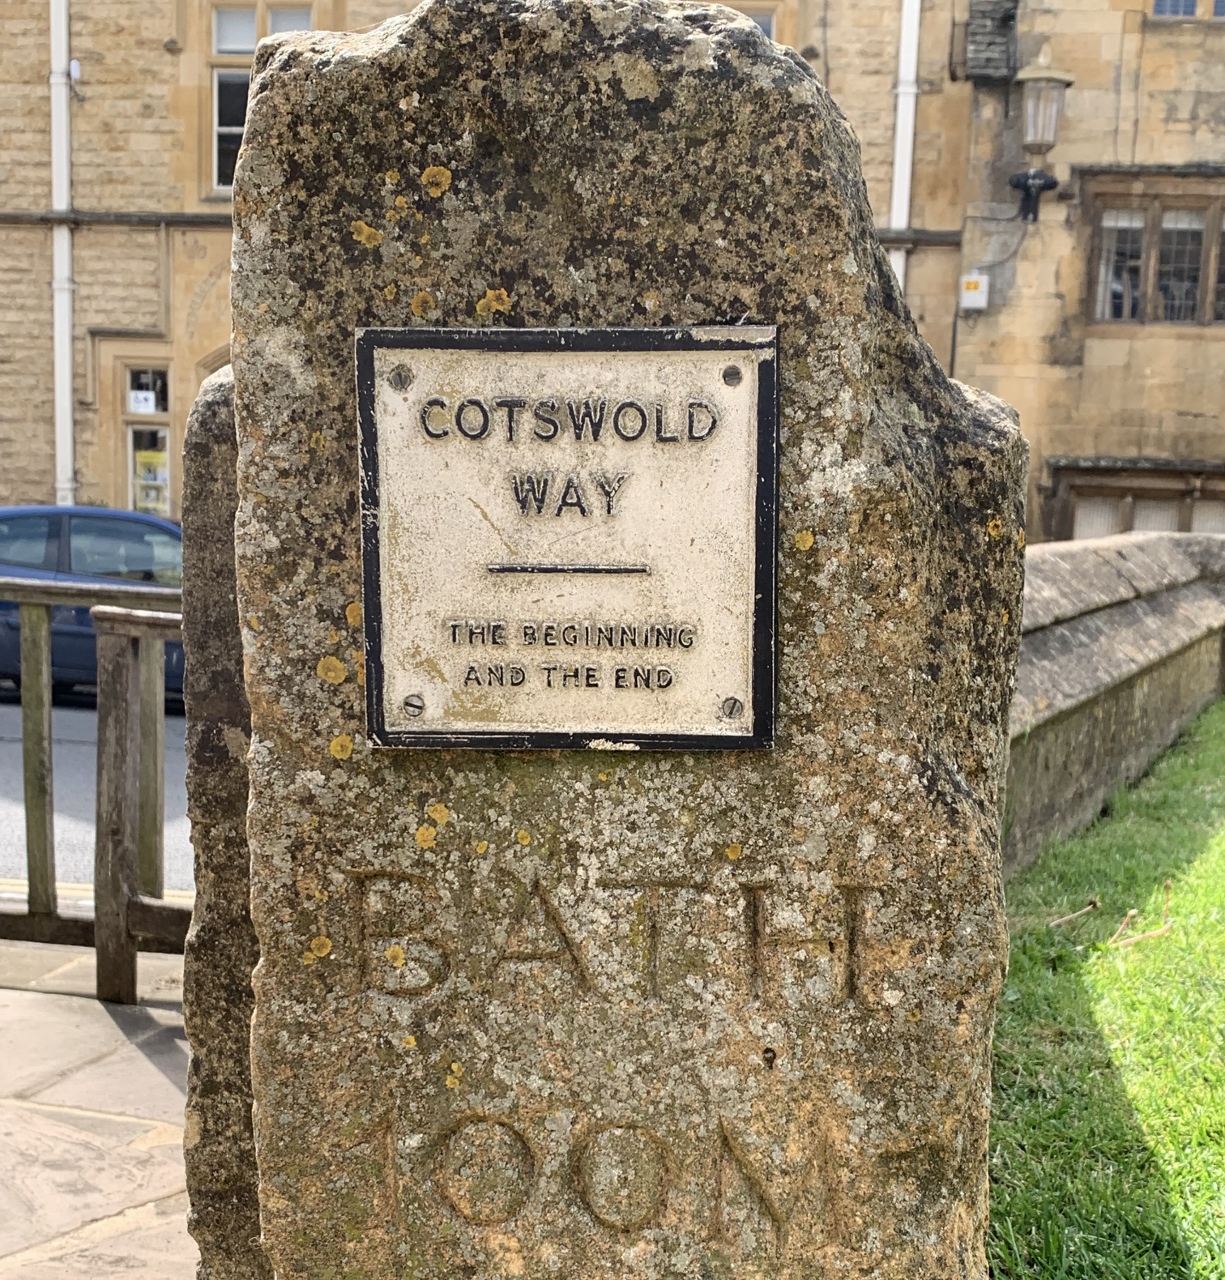 COTSWOLD
WAY
THE BEGINNING
AND THE END
BATH
100M